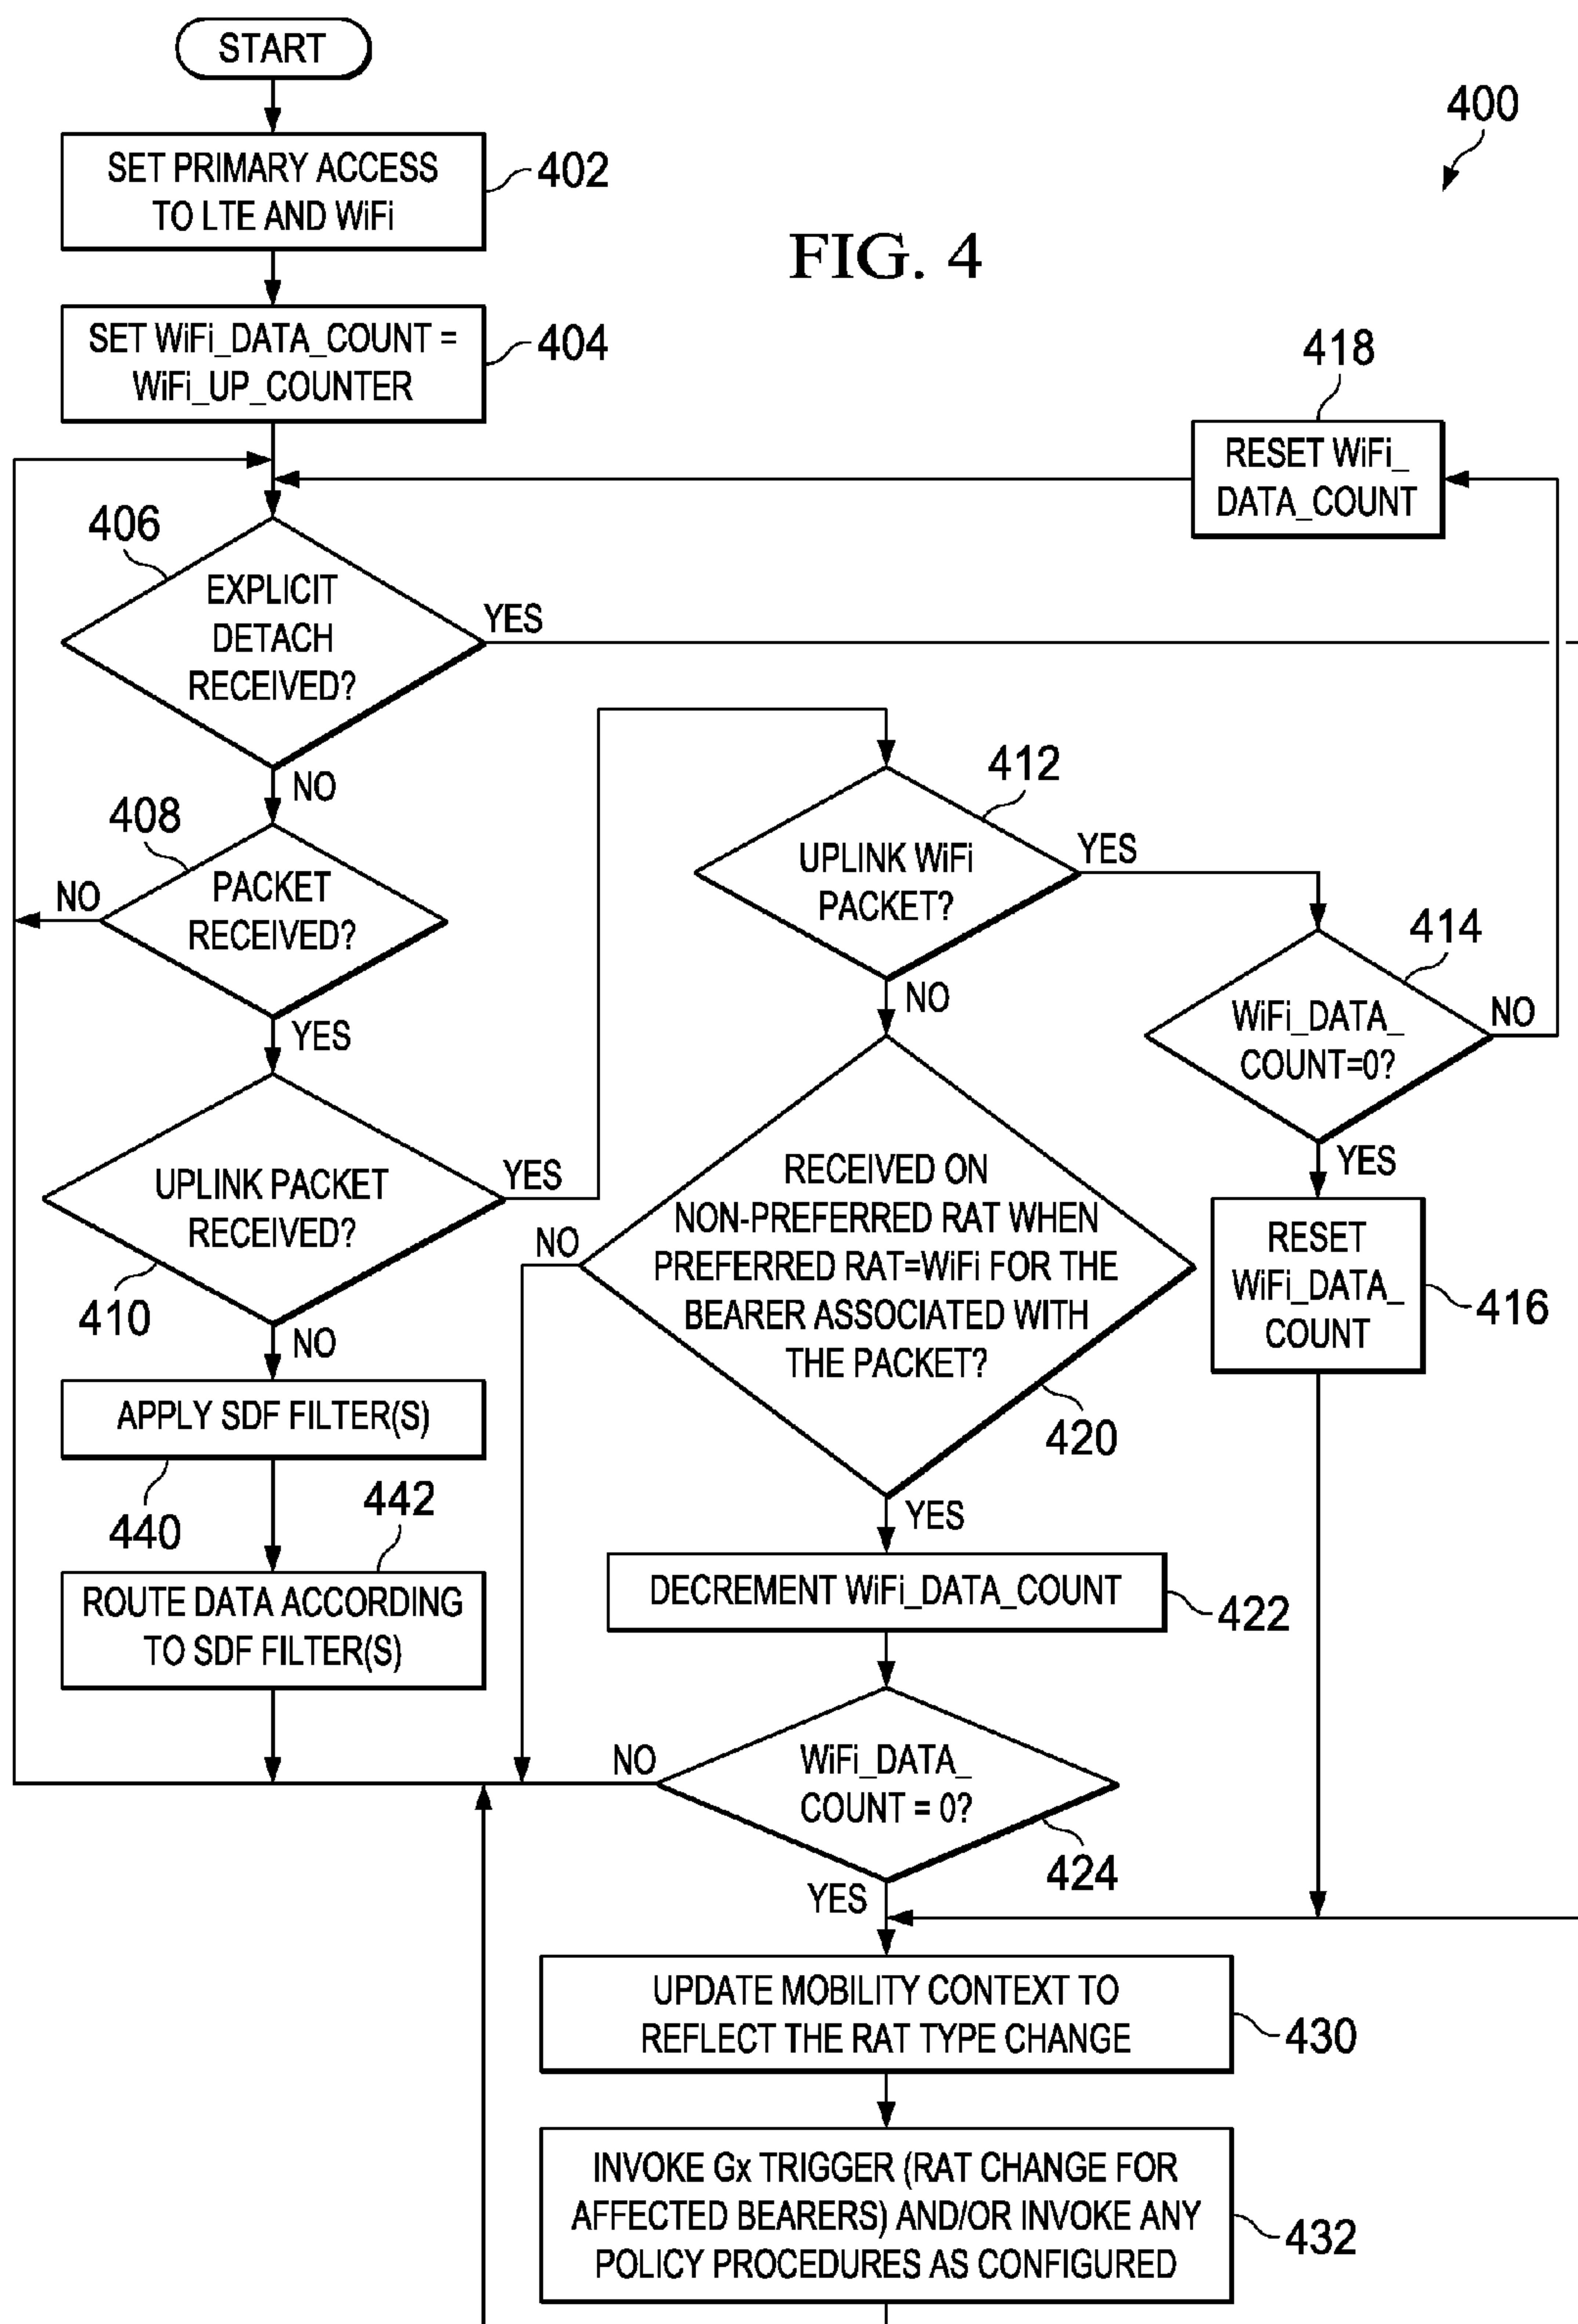 START
400
SET PRIMARY ACCESS
TO LTE AND WiFi
402
FIG. 4
SET WiFi_DATA_COUNT =
WiFi_UP_COUNTER
404
418
RESET WiFi_
DATA_COUNT
406
EXPLICIT
DETACH
RECEIVED?
YES
NO
408
PACKET
RECEIVED?
NO
YES
412
UPLINK WiFi
PACKET?
YES
NO
414
WiFi_DATA_
COUNT=0?
NO
YES
UPLINK PACKET
RECEIVED?
YES
410
NO
RECEIVED ON
NON-PREFERRED RAT WHEN
PREFERRED RAT=WiFi FOR THE
BEARER ASSOCIATED WITH
THE PACKET?
NO
420
YES
RESET
WiFi_DATA_
COUNT
416
APPLY SDF FILTER(S)
440
442
ROUTE DATA ACCORDING
TO SDF FILTER(S)
DECREMENT WiFi_DATA_COUNT
422
NO
WiFi_DATA_
COUNT = 0?
424
YES
UPDATE MOBILITY CONTEXT TO
REFLECT THE RAT TYPE CHANGE
430
INVOKE Gx TRIGGER (RAT CHANGE FOR
AFFECTED BEARERS) AND/OR INVOKE ANY
POLICY PROCEDURES AS CONFIGURED
432